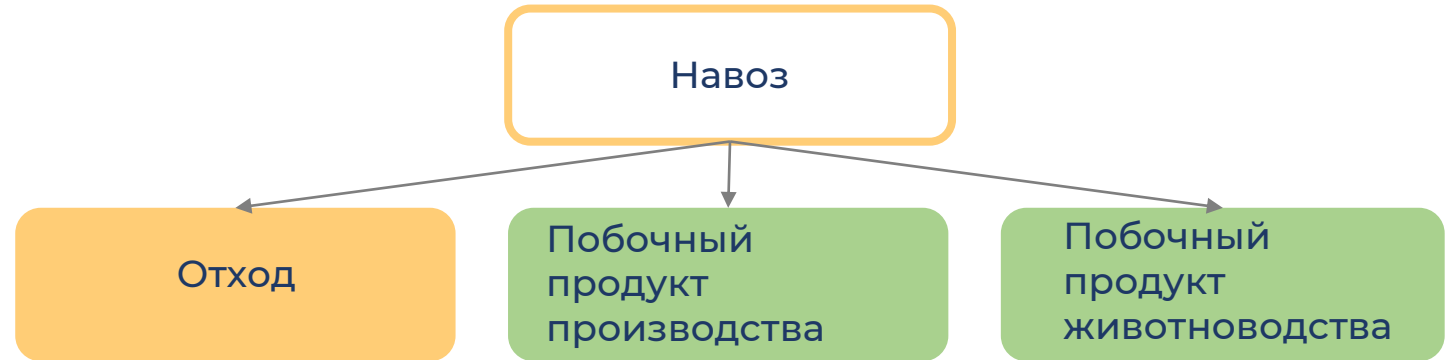 Навоз
Отход
Побочный
продукт
производства
Побочный
продукт
животноводства